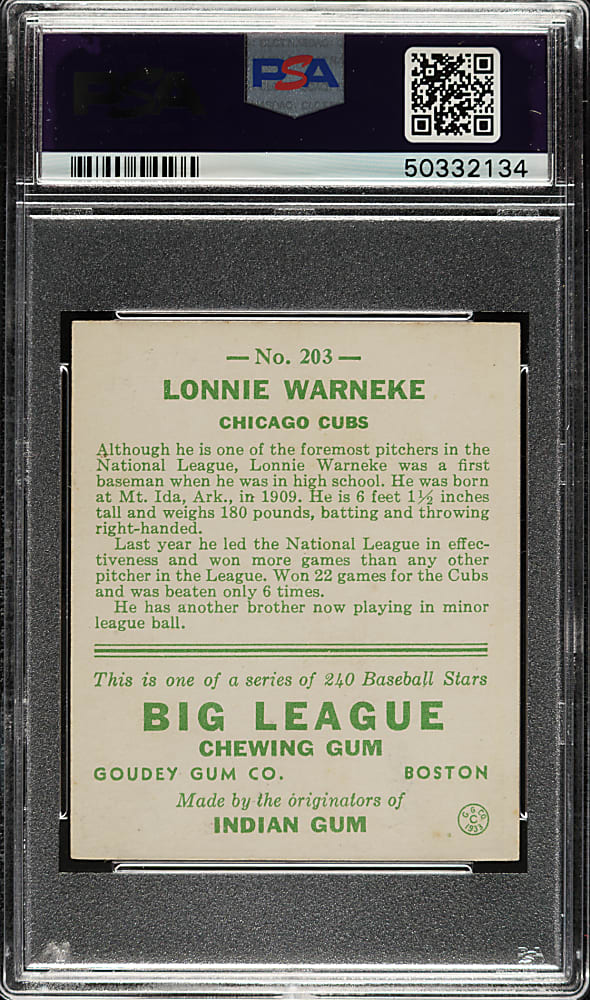 PSA
50332134
— No. 203 —
LONNIE WARNEKE
CHICAGO CUBS
Although he is one of the foremost pitchers in the
National League, Lonnie Warneke was a first
baseman when he was in high school. He was born
at Mt. Ida, Ark., in 1909. He is 6 feet 1½ inches
tall and weighs 180 pounds, batting and throwing
right-handed.
Last year he led the National League in effec-
tiveness and won more games than any other
pitcher in the League. Won 22 games for the Cubs
and was beaten only 6 times.
He has another brother now playing in minor
league ball.
This is one of a series of 240 Baseball Stars
BIG LEAGUE
CHEWING GUM
GOUDEY GUM CO. BOSTON
Made by the originators of
INDIAN GUM
G. G. CO.
C
1933